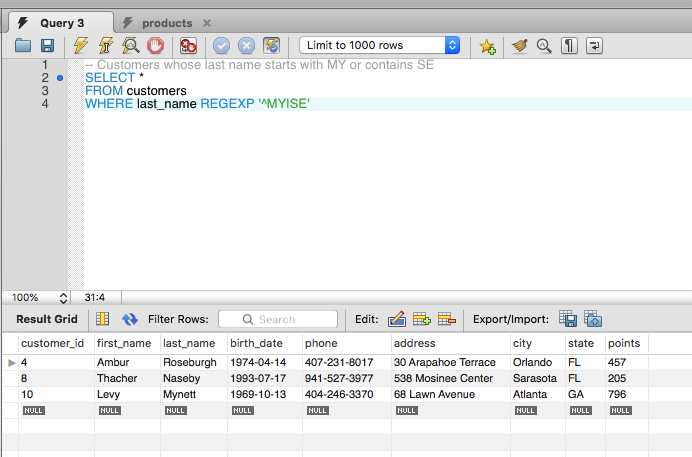 Query 3 products
Limit to 1000 rows
1 -- Customers whose last name starts with MY or contains SE
2 SELECT *
3 FROM customers
4 WHERE last_name REGEXP '^MY|SE'
100% 31:4
Result Grid Filter Rows: Search Edit: Export/Import:
customer_id first_name last_name birth_date phone address city state points
4 Ambur Roseburgh 1974-04-14 407-231-8017 30 Arapahoe Terrace Orlando FL 457
8 Thacher Naseby 1993-07-17 941-527-3977 538 Mosinee Center Sarasota FL 205
10 Levy Mynett 1969-10-13 404-246-3370 68 Lawn Avenue Atlanta GA 796
NULL NULL NULL NULL NULL NULL NULL NULL NULL